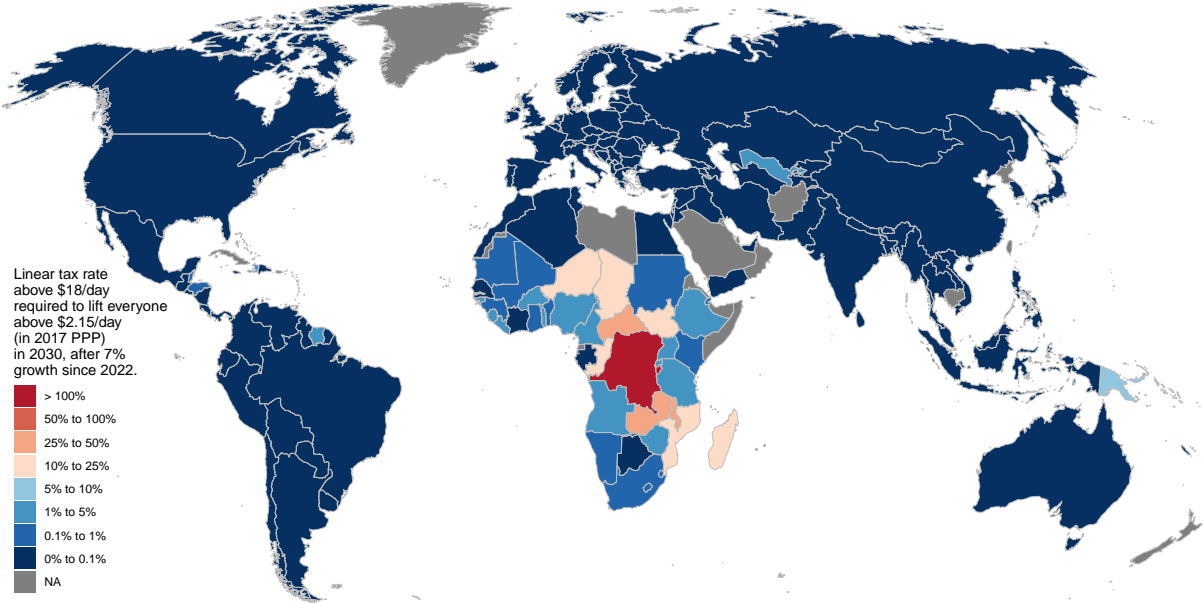 Linear tax rate
above $18/day
required to lift everyone
above $2.15/day
(in 2017 PPP)
in 2030, after 7%
growth since 2022.
> 100%
50% to 100%
25% to 50%
10% to 25%
5% to 10%
1% to 5%
0.1% to 1%
0% to 0.1%
NA